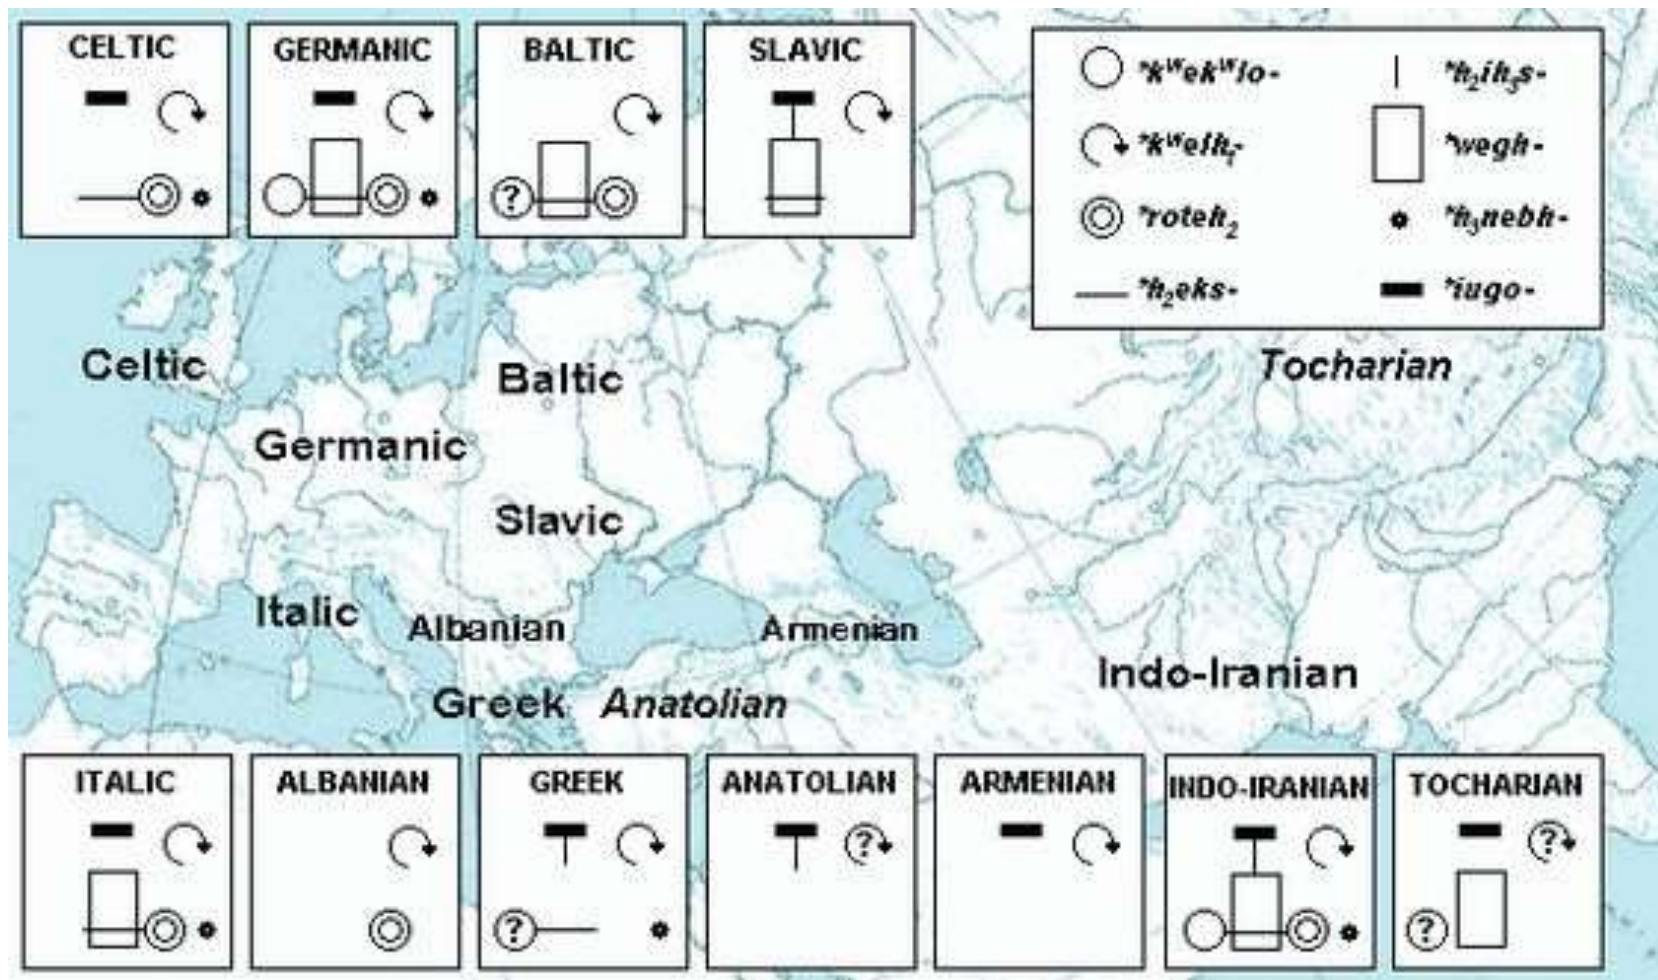 CELTIC
GERMANIC
BALTIC
SLAVIC
?
*kʷekʷlo-
*h₂ih₃s-
*kʷelh₁-
*wegh-
*roteh₂
*h₃nebh-
*h₂eks-
*iugo-
Celtic
Baltic
Tocharian
Germanic
Slavic
Italic
Albanian
Armenian
Indo-Iranian
Greek
Anatolian
ITALIC
ALBANIAN
GREEK
?
ANATOLIAN
?
ARMENIAN
INDO-IRANIAN
TOCHARIAN
?
?